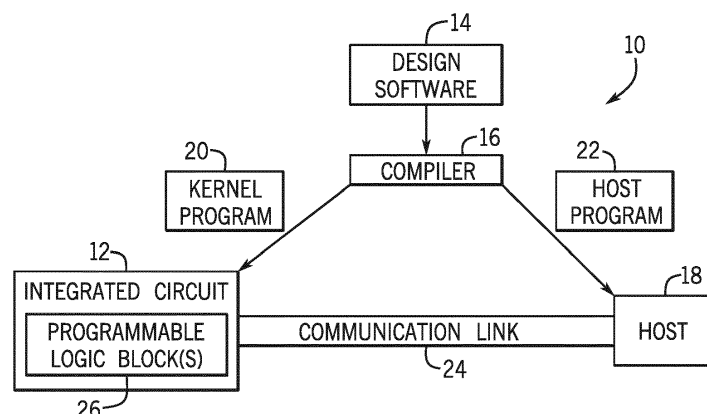 14
DESIGN
SOFTWARE
10
16
COMPILER
20
KERNEL
PROGRAM
22
HOST
PROGRAM
12
INTEGRATED CIRCUIT
PROGRAMMABLE
LOGIC BLOCK(S)
26
COMMUNICATION LINK
24
18
HOST